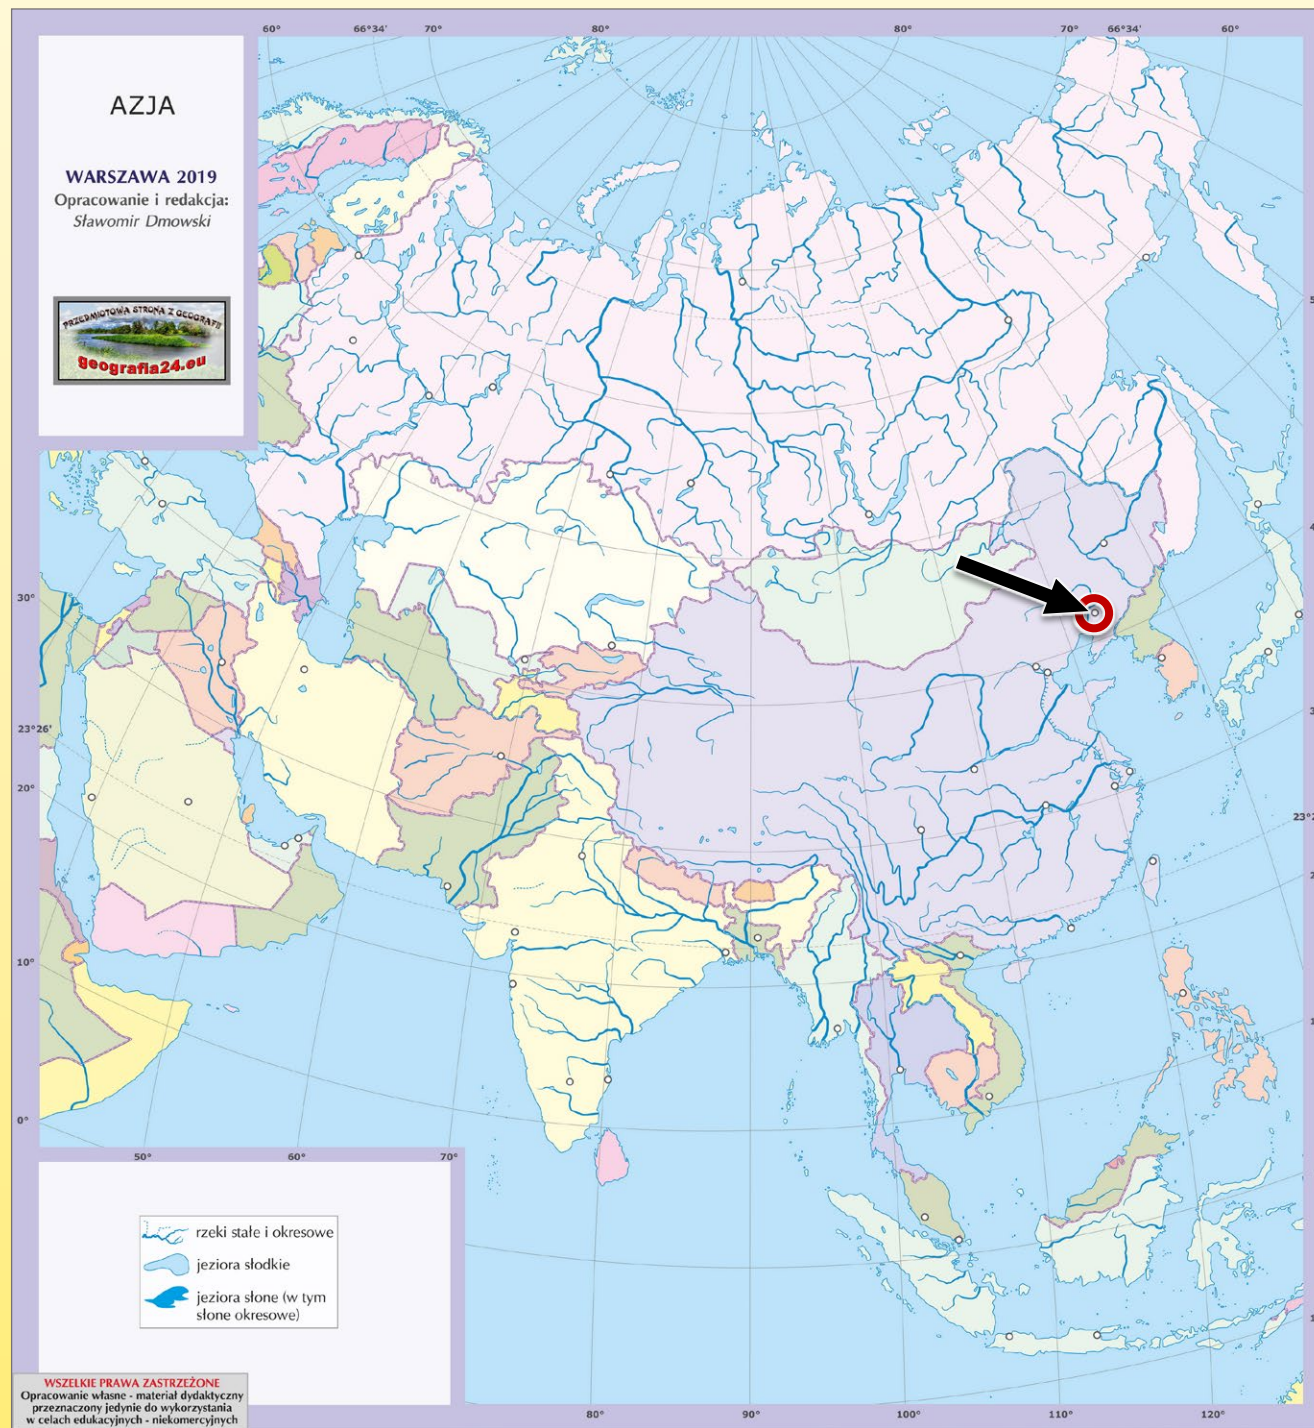 60° 66°34' 70° 80° 80° 70° 66°34' 60°
AZJA
WARSZAWA 2019
Opracowanie i redakcja:
Sławomir Dmowski
PRZEDMIOTOWA STRONA Z GEOGRAFII
geografia24.eu
30°
23°26'
20°
10°
0°
50° 60° 70°
rzeki stałe i okresowe
jeziora słodkie
jeziora słone (w tym
słone okresowe)
WSZELKIE PRAWA ZASTRZEŻONE
Opracowanie własne - materiał dydaktyczny
przeznaczony jedynie do wykorzystania
w celach edukacyjnych - niekomercyjnych
80° 90° 100° 110° 120°